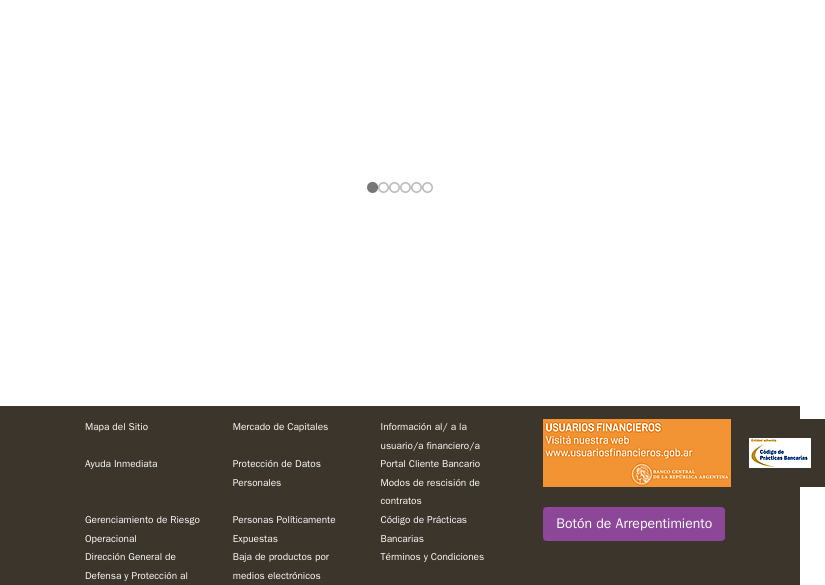 Mapa del Sitio
Mercado de Capitales
Información al/ a la
usuario/a financiero/a
Ayuda Inmediata
Protección de Datos
Personales
Portal Cliente Bancario
Modos de rescisión de
contratos
Gerenciamiento de Riesgo
Operacional
Personas Políticamente
Expuestas
Código de Prácticas
Bancarias
Dirección General de
Defensa y Protección al
Baja de productos por
medios electrónicos
Términos y Condiciones
USUARIOS FINANCIEROS
Visitá nuestra web
www.usuariosfinancieros.gob.ar
BANCO CENTRAL
DE LA REPÚBLICA ARGENTINA
Entidad adherida
Código de
Prácticas Bancarias
Botón de Arrepentimiento